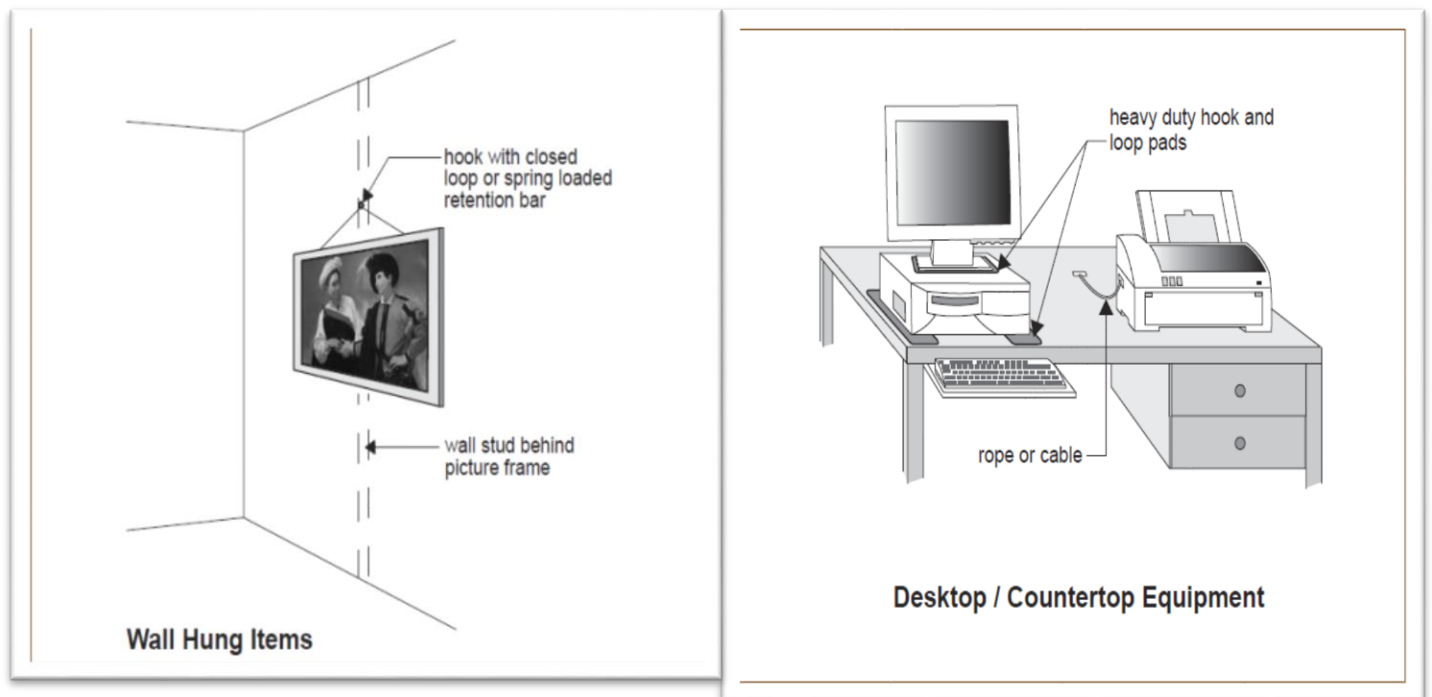 hook with closed
loop or spring loaded
retention bar
wall stud behind
picture frame
Wall Hung Items
heavy duty hook and
loop pads
rope or cable
Desktop / Countertop Equipment